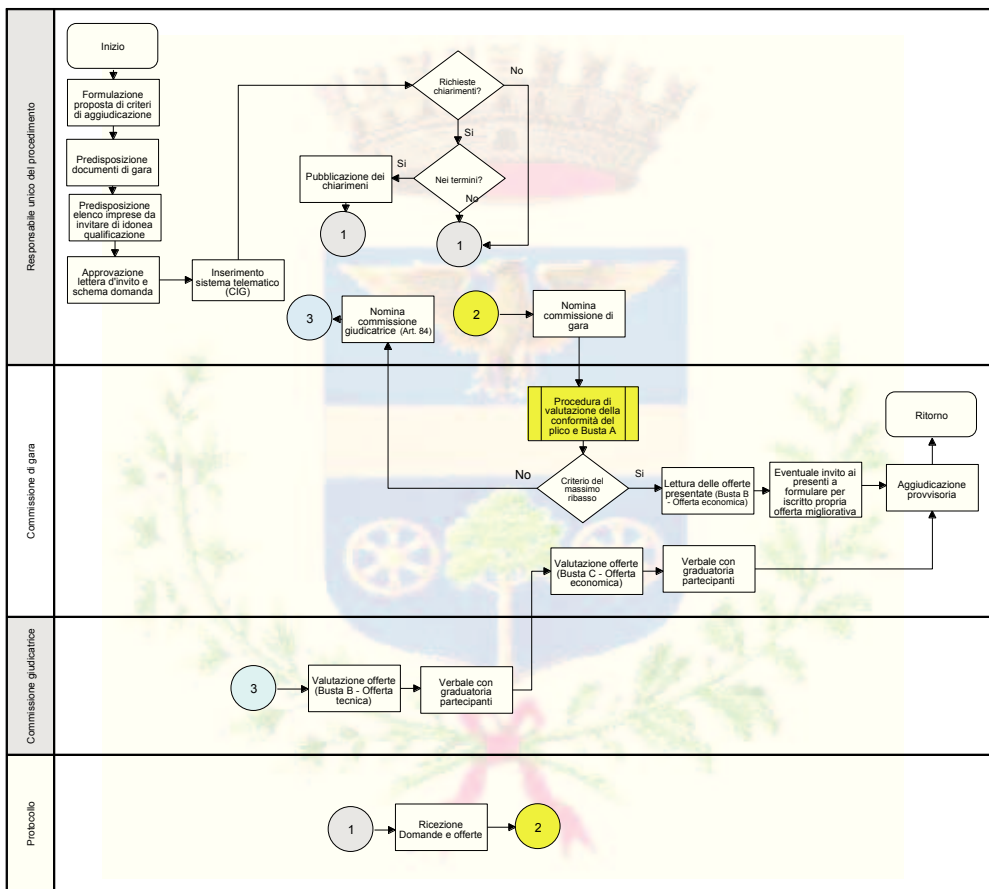 Responsabile unico del procedimento
Inizio
Formulazione
proposta di criteri
di aggiudicazione
Predisposizione
documenti di gara
Predisposizione
elenco imprese da
invitare di idonea
qualificazione
Approvazione
lettera d'invito e
schema domanda
Inserimento
sistema telematico
(CIG)
Richieste
chiarimenti?
No
Si
Nei termini?
Si
No
Pubblicazione dei
chiarimeni
1
1
3
Nomina
commissione
giudicatrice (Art. 84)
2
Nomina
commissione di
gara
Commissione di gara
Procedura di
valutazione della
conformità del
plico e Busta A
Criterio del
massimo
ribasso
No
Si
Lettura delle offerte
presentate (Busta B
- Offerta economica)
Eventuale invito ai
presenti a
formulare per
iscritto propria
offerta migliorativa
Aggiudicazione
provvisoria
Ritorno
Valutazione offerte
(Busta C - Offerta
economica)
Verbale con
graduatoria
partecipanti
Commissione giudicatrice
3
Valutazione offerte
(Busta B - Offerta
tecnica)
Verbale con
graduatoria
partecipanti
Protocollo
1
Ricezione
Domande e offerte
2